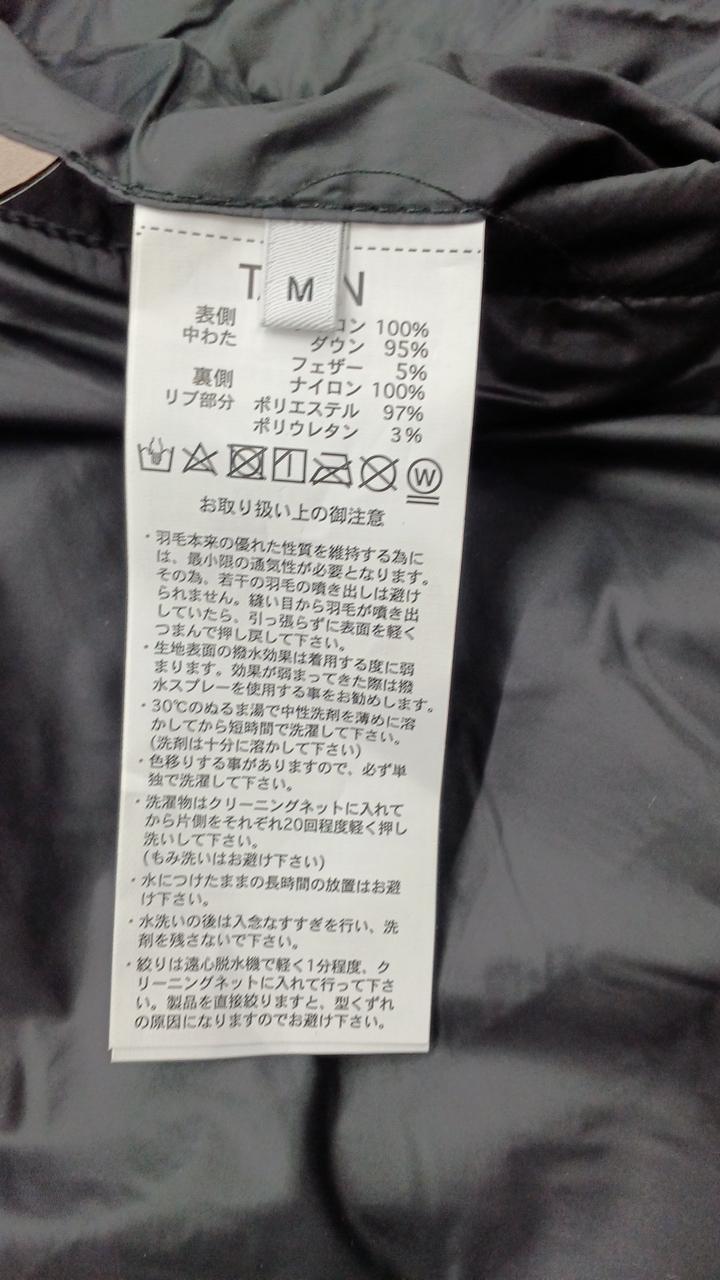 M
表側 100%
中わた ダウン 95%
フェザー 5%
裏側 ナイロン 100%
リブ部分 ポリエステル 97%
ポリウレタン 3%
W
お取り扱い上の御注意
・羽毛本来の優れた性質を維持する為に
は、最小限の通気性が必要となります。
その為、若干の羽毛の噴き出しは避け
られません。縫い目から羽毛が噴き出
していたら、引っ張らずに表面を軽く
つまんで押し戻して下さい。
・生地表面の撥水効果は着用する度に弱
まります。効果が弱まってきた際は撥
水スプレーを使用する事をお勧めします。
・30℃のぬるま湯で中性洗剤を薄めに溶
かしてから短時間で洗濯して下さい。
(洗剤は十分に溶かして下さい)
・色移りする事がありますので、必ず単
独で洗濯して下さい。
・洗濯物はクリーニングネットに入れて
から片側をそれぞれ20回程度軽く押し
洗いして下さい。
(もみ洗いはお避け下さい)
・水につけたままの長時間の放置はお避
け下さい。
・水洗いの後は入念なすすぎを行い、洗
剤を残さないで下さい。
・絞りは遠心脱水機で軽く1分程度、ク
リーニングネットに入れて行って下さ
い。製品を直接絞りますと、型くずれ
の原因になりますのでお避け下さい。